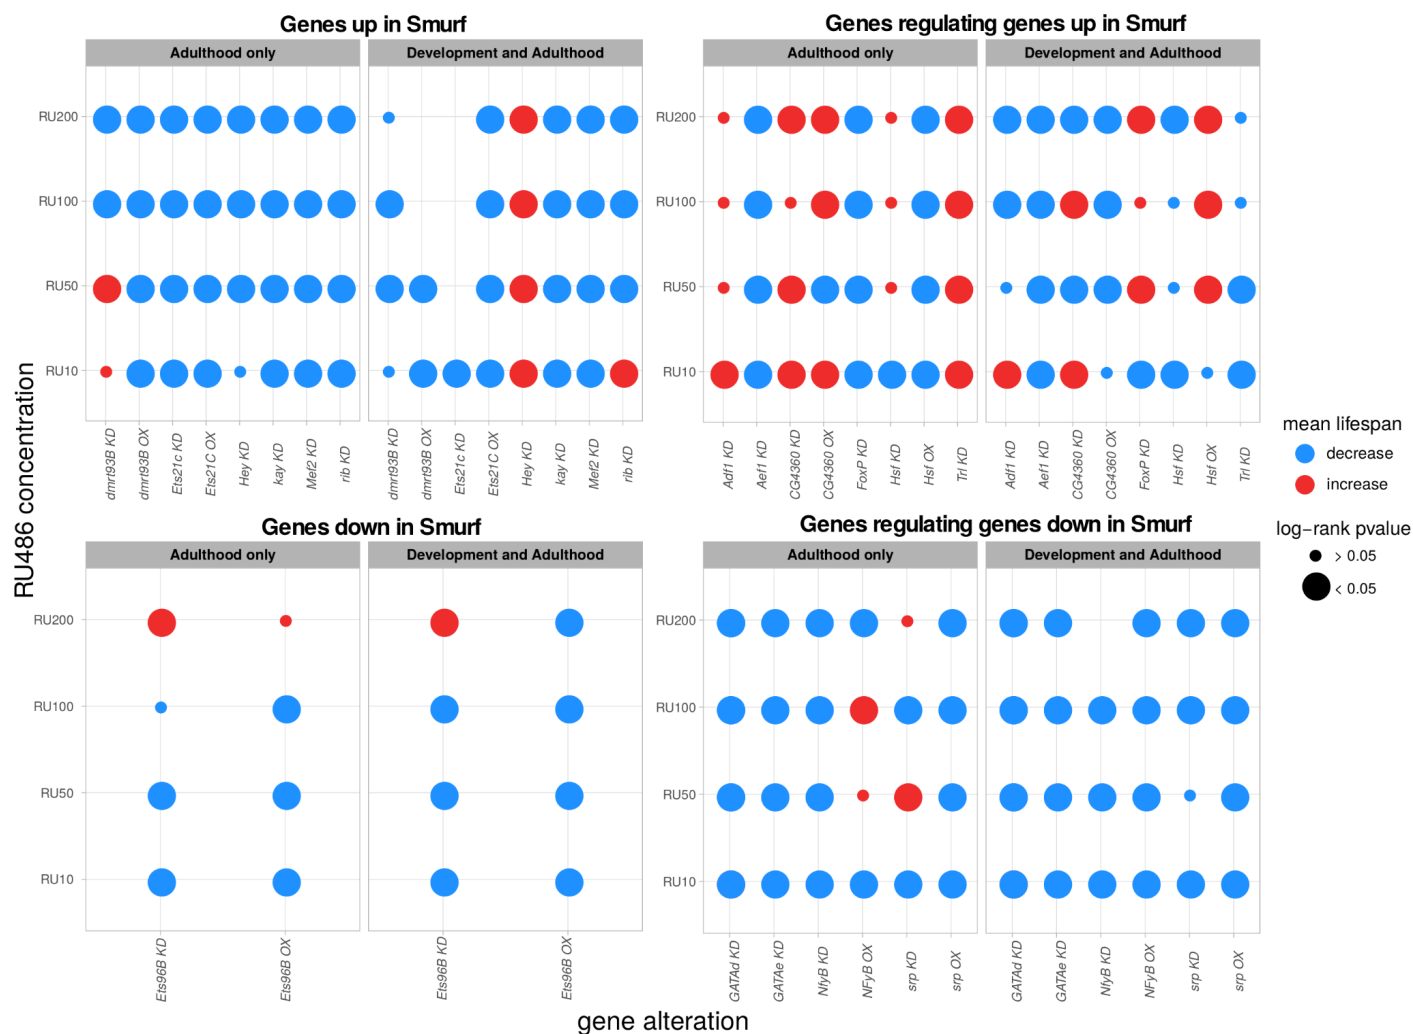 Genes up in Smurf
Adulthood only
Development and Adulthood
RU200
RU100
RU50
RU10
dmrt93B KD
dmrt93B OX
Ets21c KD
Ets21C OX
Hey KD
kay KD
Mef2 KD
rib KD
dmrt93B KD
dmrt93B OX
Ets21c KD
Ets21C OX
Hey KD
kay KD
Mef2 KD
rib KD
Genes regulating genes up in Smurf
Adulthood only
Development and Adulthood
RU200
RU100
RU50
RU10
Adf1 KD
Aef1 KD
CG4360 KD
CG4360 OX
FoxP KD
Hsf KD
Hsf OX
Trl KD
Adf1 KD
Aef1 KD
CG4360 KD
CG4360 OX
FoxP KD
Hsf KD
Hsf OX
Trl KD
Genes down in Smurf
Adulthood only
Development and Adulthood
RU200
RU100
RU50
RU10
Ets96B KD
Ets96B OX
Ets96B KD
Ets96B OX
Genes regulating genes down in Smurf
Adulthood only
Development and Adulthood
RU200
RU100
RU50
RU10
GATAd KD
GATAe KD
NfyB KD
NFyB OX
srp KD
srp OX
GATAd KD
GATAe KD
NfyB KD
NFyB OX
srp KD
srp OX
RU486 concentration
gene alteration
mean lifespan
decrease
increase
log−rank pvalue
> 0.05
< 0.05